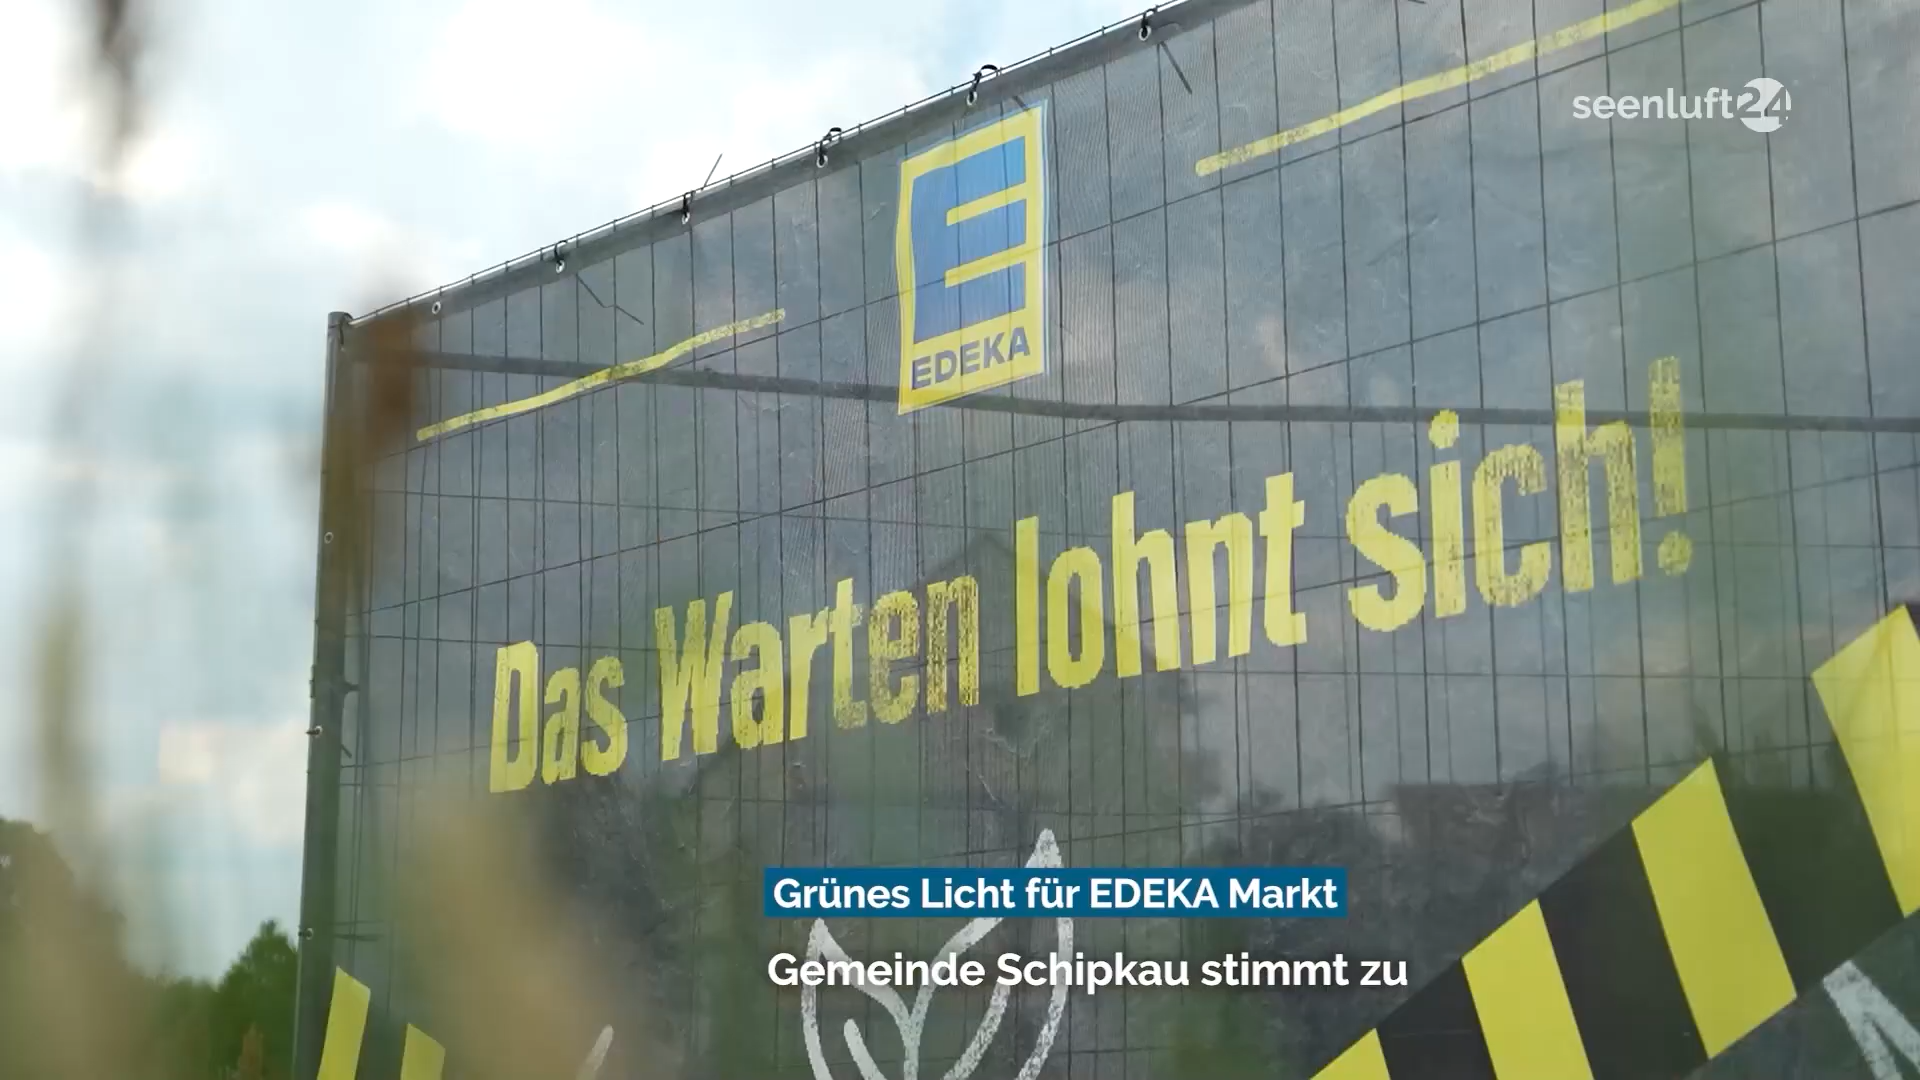 seenluft24
EDEKA
Das Warten lohnt sich!
Grünes Licht für EDEKA Markt
Gemeinde Schipkau stimmt zu